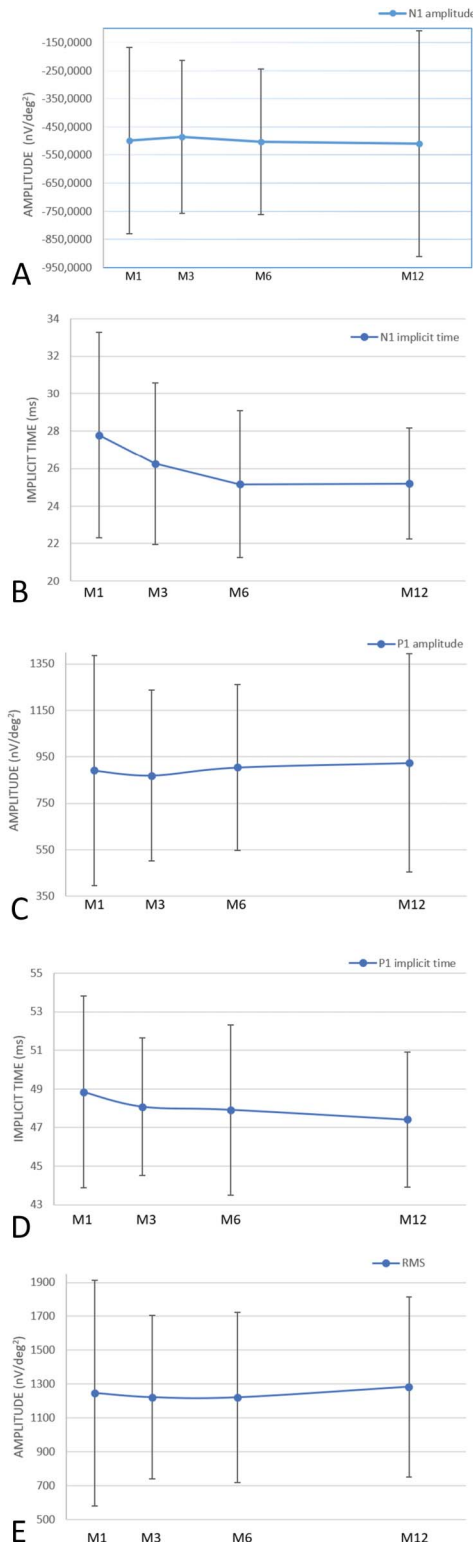 N1 amplitude
-150,0000
-250,0000
-350,0000
-450,0000
-550,0000
-650,0000
-750,0000
-850,0000
-950,0000
AMPLITUDE (nV/deg²)
M1 M3 M6 M12
A
N1 implicit time
34
32
30
28
26
24
22
20
IMPLICIT TIME (ms)
M1 M3 M6 M12
B
P1 amplitude
1350
1150
950
750
550
350
AMPLITUDE (nV/deg²)
M1 M3 M6 M12
C
P1 implicit time
55
53
51
49
47
45
43
IMPLICIT TIME (ms)
M1 M3 M6 M12
D
RMS
1900
1700
1500
1300
1100
900
700
500
AMPLITUDE (nV/deg²)
M1 M3 M6 M12
E